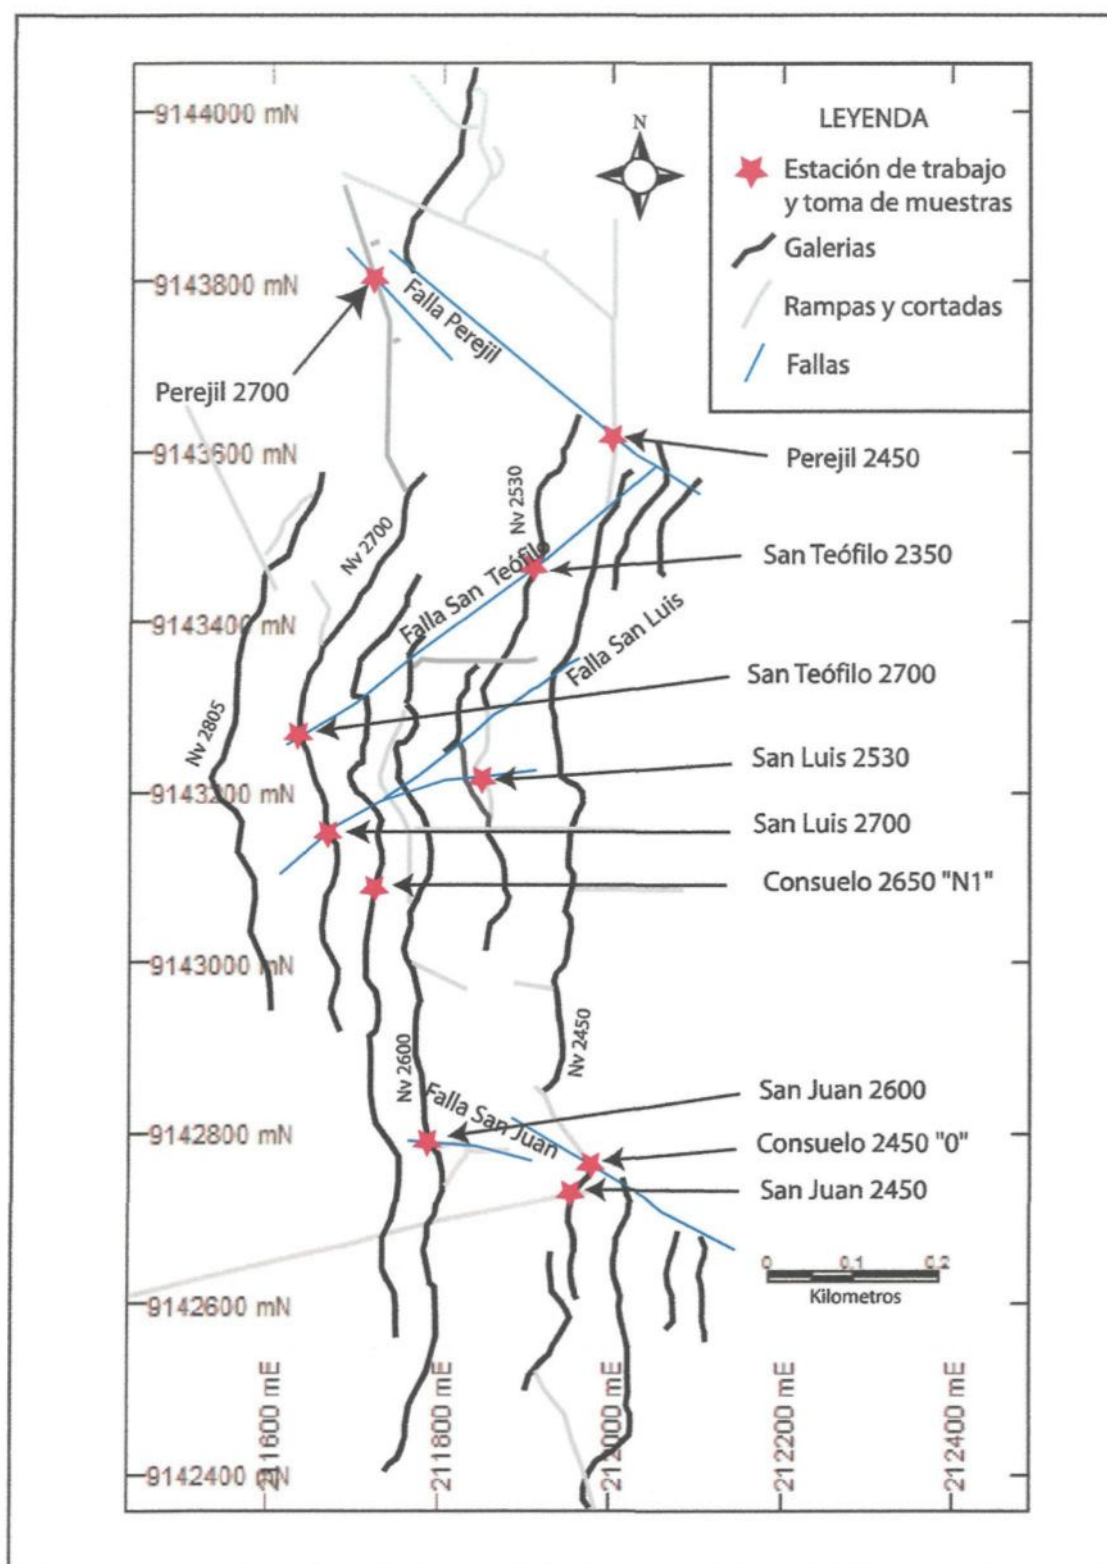 LEYENDA
Estación de trabajo
y toma de muestras
Galerias
Rampas y cortadas
Fallas
N
9144000 mN
9143800 mN
9143600 mN
9143400 mN
9143200 mN
9143000 mN
9142800 mN
9142600 mN
9142400 mN
Falla Perejil
Perejil 2700
Perejil 2450
Nv 2530
Nv 2700
San Teófilo 2350
Falla San Teófilo
Falla San Luis
San Teófilo 2700
Nv 2805
San Luis 2530
San Luis 2700
Consuelo 2650 "N1"
Nv 2600
Nv 2450
San Juan 2600
Falla San Juan
Consuelo 2450 "0"
San Juan 2450
0 0.1 0.2
Kilometros
211600 mE
211800 mE
212000 mE
212200 mE
212400 mE